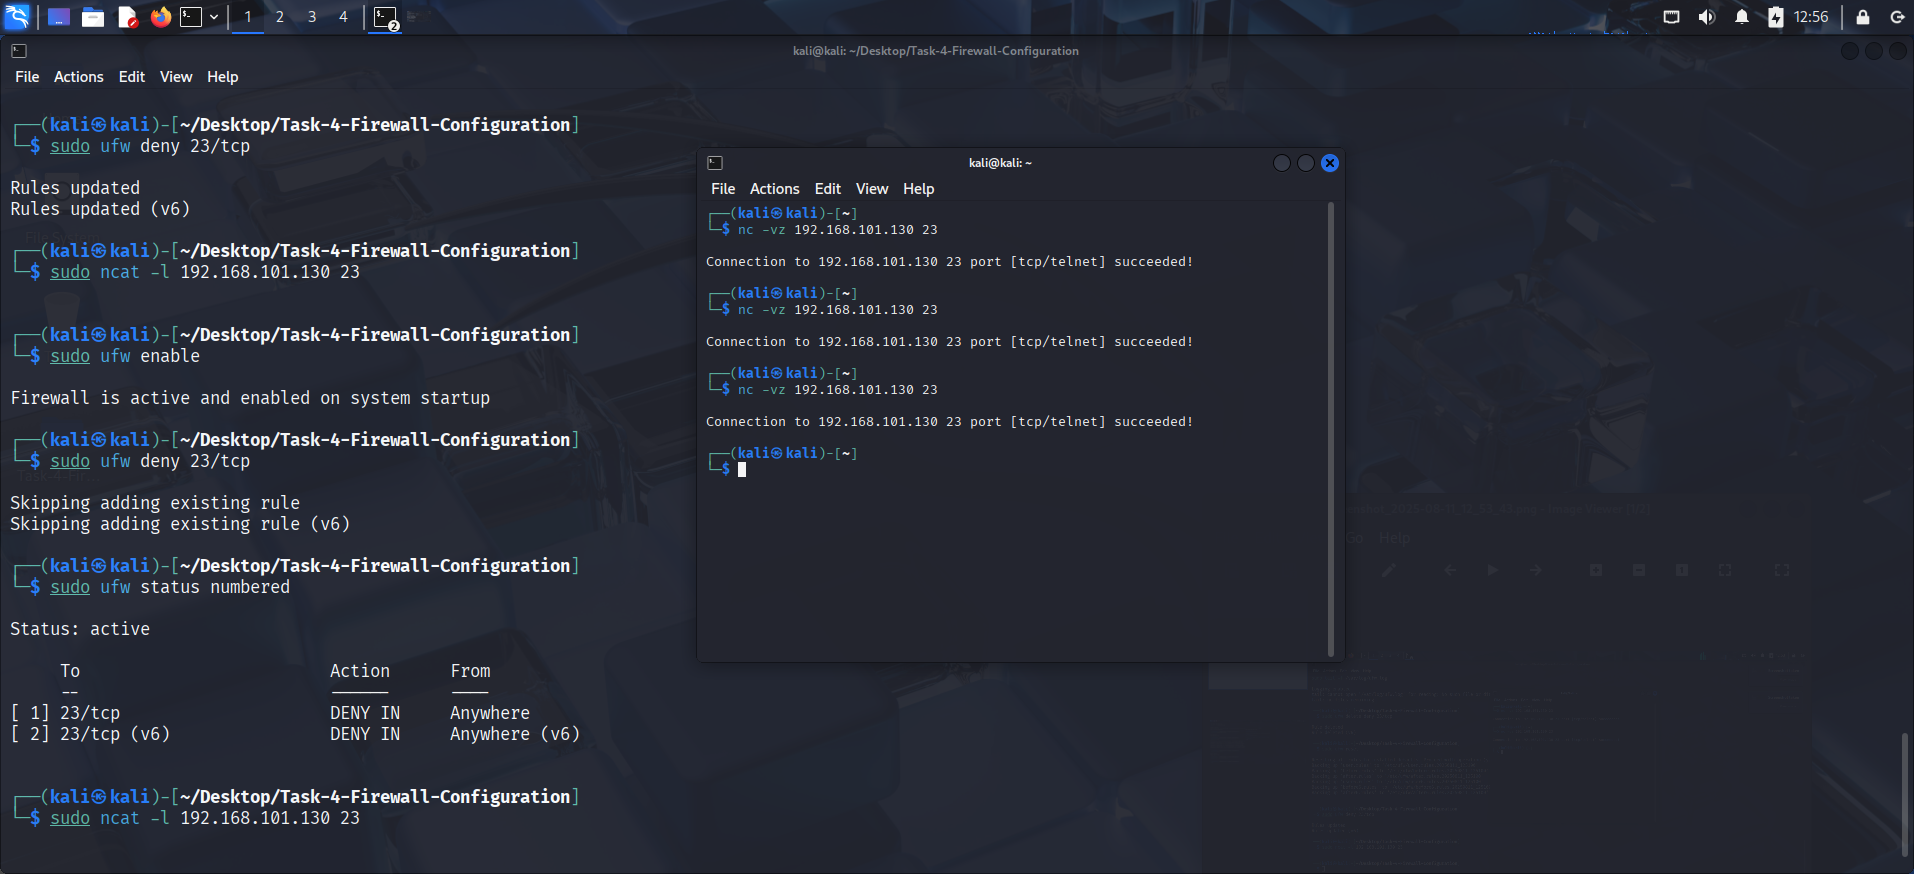 1 2 3 4
2
12:56
kali@kali: ~/Desktop/Task-4-Firewall-Configuration
File Actions Edit View Help
┌──(kali㉿kali)-[~/Desktop/Task-4-Firewall-Configuration]
└─$ sudo ufw deny 23/tcp
Rules updated
Rules updated (v6)
┌──(kali㉿kali)-[~/Desktop/Task-4-Firewall-Configuration]
└─$ sudo ncat -l 192.168.101.130 23
┌──(kali㉿kali)-[~/Desktop/Task-4-Firewall-Configuration]
└─$ sudo ufw enable
Firewall is active and enabled on system startup
┌──(kali㉿kali)-[~/Desktop/Task-4-Firewall-Configuration]
└─$ sudo ufw deny 23/tcp
Skipping adding existing rule
Skipping adding existing rule (v6)
┌──(kali㉿kali)-[~/Desktop/Task-4-Firewall-Configuration]
└─$ sudo ufw status numbered
Status: active
To Action From
-- ------ ----
[ 1] 23/tcp DENY IN Anywhere
[ 2] 23/tcp (v6) DENY IN Anywhere (v6)
┌──(kali㉿kali)-[~/Desktop/Task-4-Firewall-Configuration]
└─$ sudo ncat -l 192.168.101.130 23
kali@kali: ~
File Actions Edit View Help
┌──(kali㉿kali)-[~]
└─$ nc -vz 192.168.101.130 23
Connection to 192.168.101.130 23 port [tcp/telnet] succeeded!
┌──(kali㉿kali)-[~]
└─$ nc -vz 192.168.101.130 23
Connection to 192.168.101.130 23 port [tcp/telnet] succeeded!
┌──(kali㉿kali)-[~]
└─$ nc -vz 192.168.101.130 23
Connection to 192.168.101.130 23 port [tcp/telnet] succeeded!
┌──(kali㉿kali)-[~]
└─$
Go Help